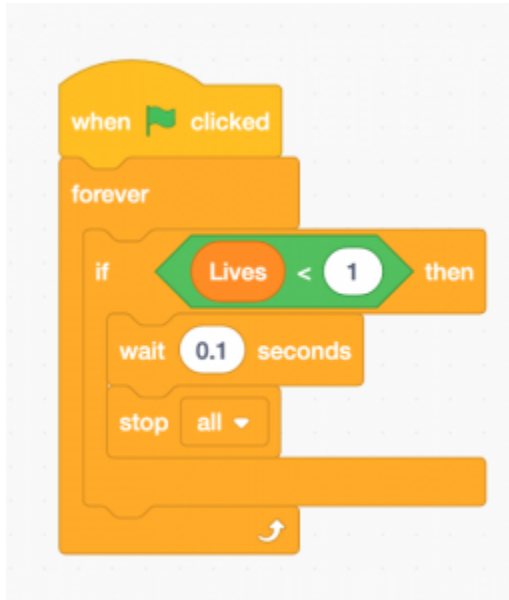 when clicked
forever
if Lives < 1 then
wait 0.1 seconds
stop all